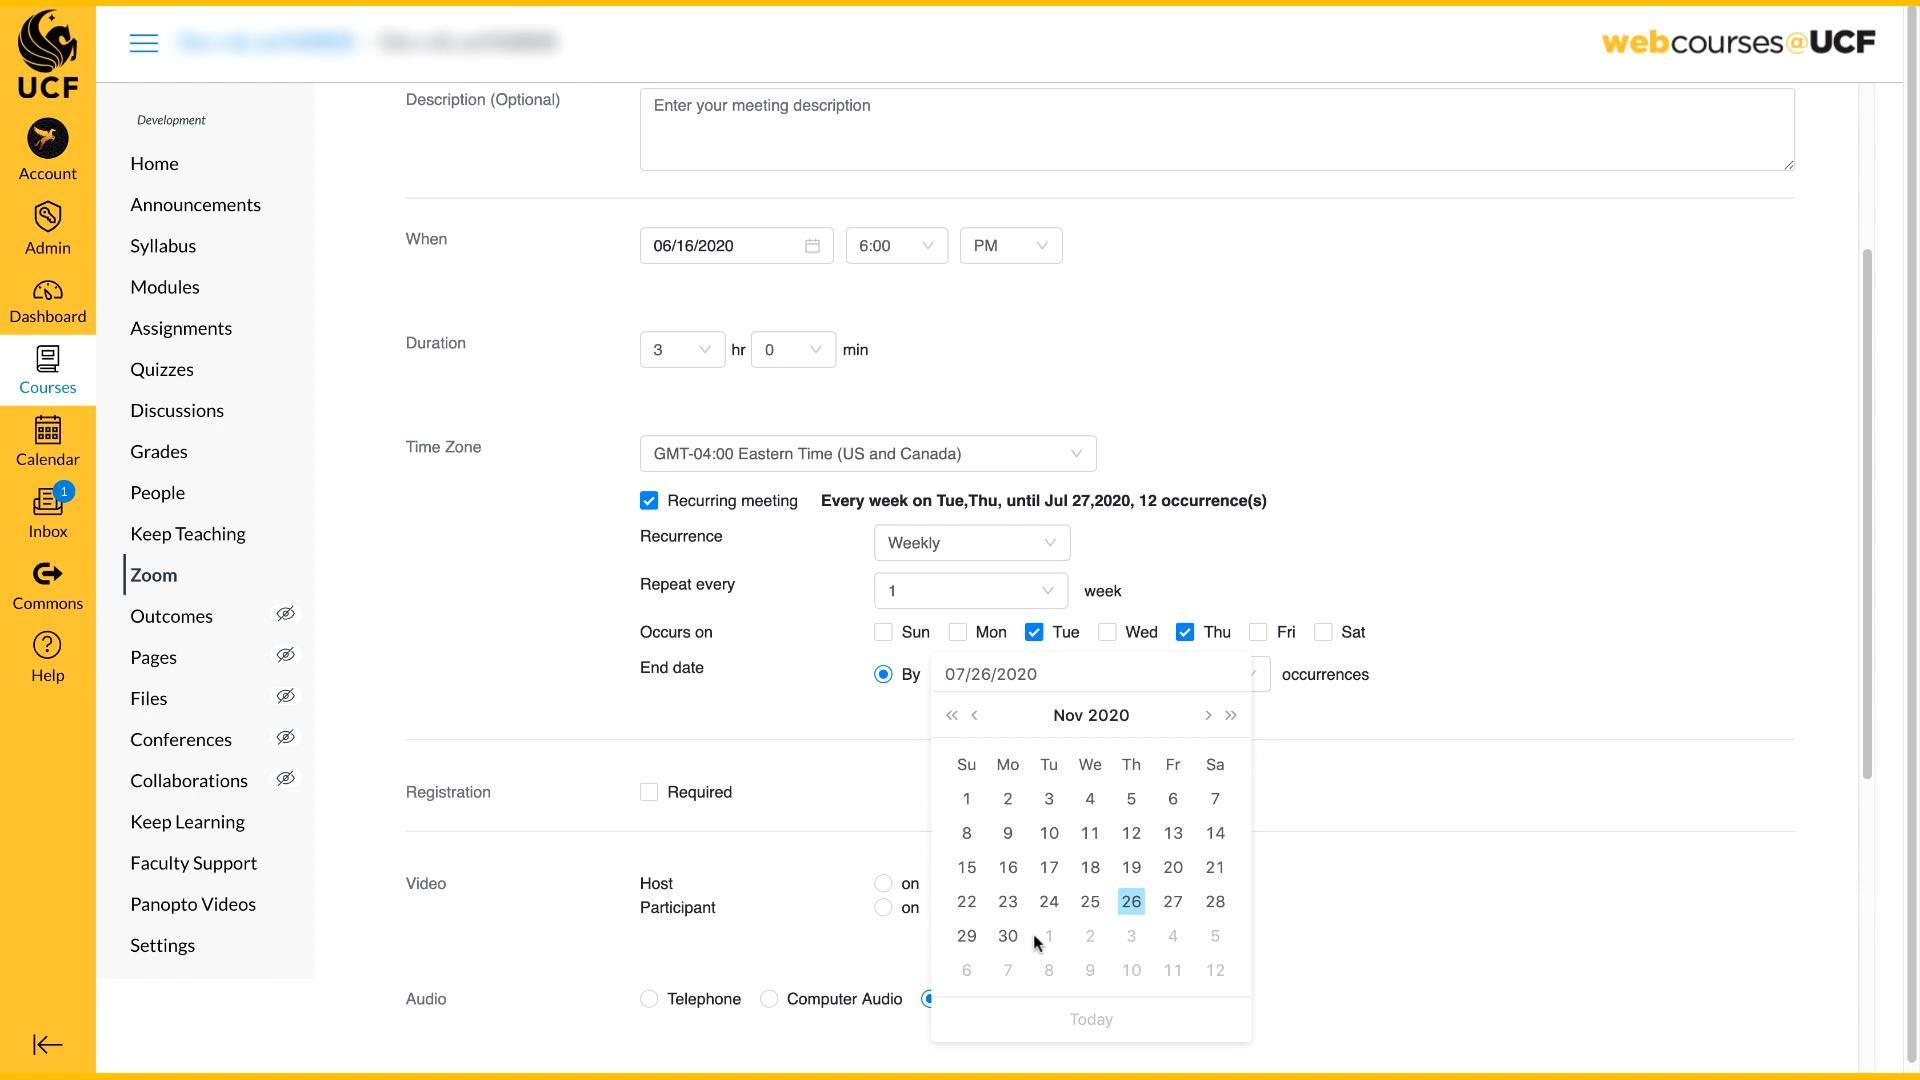 UCF
webcourses@UCF
Account
Admin
Dashboard
Courses
Calendar
1
Inbox
Commons
Help
Development
Home
Announcements
Syllabus
Modules
Assignments
Quizzes
Discussions
Grades
People
Keep Teaching
Zoom
Outcomes
Pages
Files
Conferences
Collaborations
Keep Learning
Faculty Support
Panopto Videos
Settings
Description (Optional)
Enter your meeting description
When
06/16/2020
6:00
PM
Duration
3
hr
0
min
Time Zone
GMT-04:00 Eastern Time (US and Canada)
Recurring meeting Every week on Tue,Thu, until Jul 27,2020, 12 occurrence(s)
Recurrence
Weekly
Repeat every
1
week
Occurs on
Sun Mon Tue Wed Thu Fri Sat
End date
By
07/26/2020
occurrences
« ‹ Nov 2020 › »
Su Mo Tu We Th Fr Sa
1 2 3 4 5 6 7
8 9 10 11 12 13 14
15 16 17 18 19 20 21
22 23 24 25 26 27 28
29 30 1 2 3 4 5
6 7 8 9 10 11 12
Today
Registration
Required
Video
Host
on
Participant
on
Audio
Telephone
Computer Audio